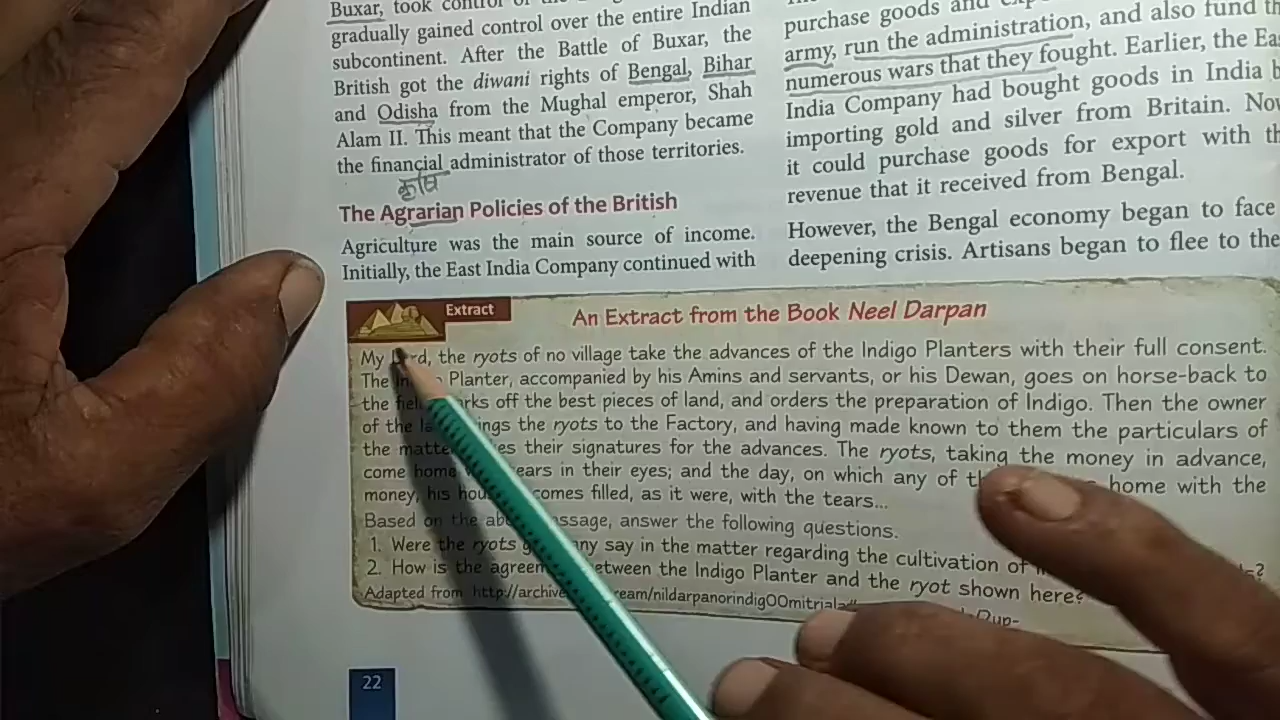 Buxar, took control of the
gradually gained control over the entire Indian
subcontinent. After the Battle of Buxar, the
British got the diwani rights of Bengal, Bihar
and Odisha from the Mughal emperor, Shah
Alam II. This meant that the Company became
the financial administrator of those territories.
कृषि
The Agrarian Policies of the British
Agriculture was the main source of income.
Initially, the East India Company continued with
purchase goods and
army, run the administration, and also fund
numerous wars that they fought. Earlier, the
India Company had bought goods in India
importing gold and silver from Britain.
it could purchase goods for export with
revenue that it received from Bengal.
However, the Bengal economy began to face
deepening crisis. Artisans began to flee to the
Extract
An Extract from the Book Neel Darpan
My the ryots of no village take the advances of the Indigo Planters with their full consent.
The Planter, accompanied by his Amins and servants, or his Dewan, goes on horse-back to
the off the best pieces of land, and orders the preparation of Indigo. Then the owner
of the the ryots to the Factory, and having made known to them the particulars of
the their signatures for the advances. The ryots, taking the money in advance,
come home in their eyes; and the day, on which any of home with the
money, his comes filled, as it were, with the tears...
Based on the answer the following questions.
1. Were the ryots any say in the matter regarding the cultivation of
2. How is the between the Indigo Planter and the ryot shown here?
Adapted from
22